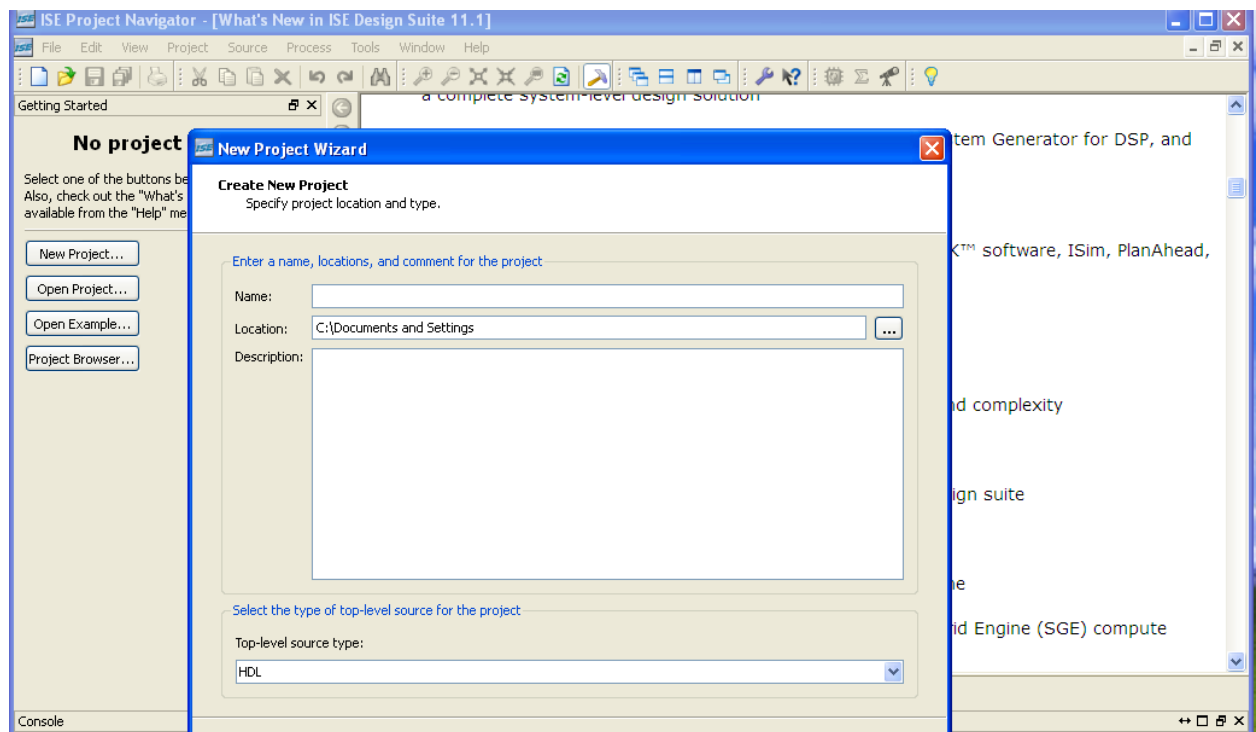 ISE Project Navigator - [What's New in ISE Design Suite 11.1]
File Edit View Project Source Process Tools Window Help
Getting Started
a complete system-level design solution
No project
Select one of the buttons be
Also, check out the "What's
available from the "Help" me
New Project...
Open Project...
Open Example...
Project Browser...
New Project Wizard
Create New Project
Specify project location and type.
Enter a name, locations, and comment for the project
Name:
Location: C:\Documents and Settings ...
Description:
Select the type of top-level source for the project
Top-level source type:
HDL
tem Generator for DSP, and
K™ software, ISim, PlanAhead,
nd complexity
ign suite
ne
rid Engine (SGE) compute
Console